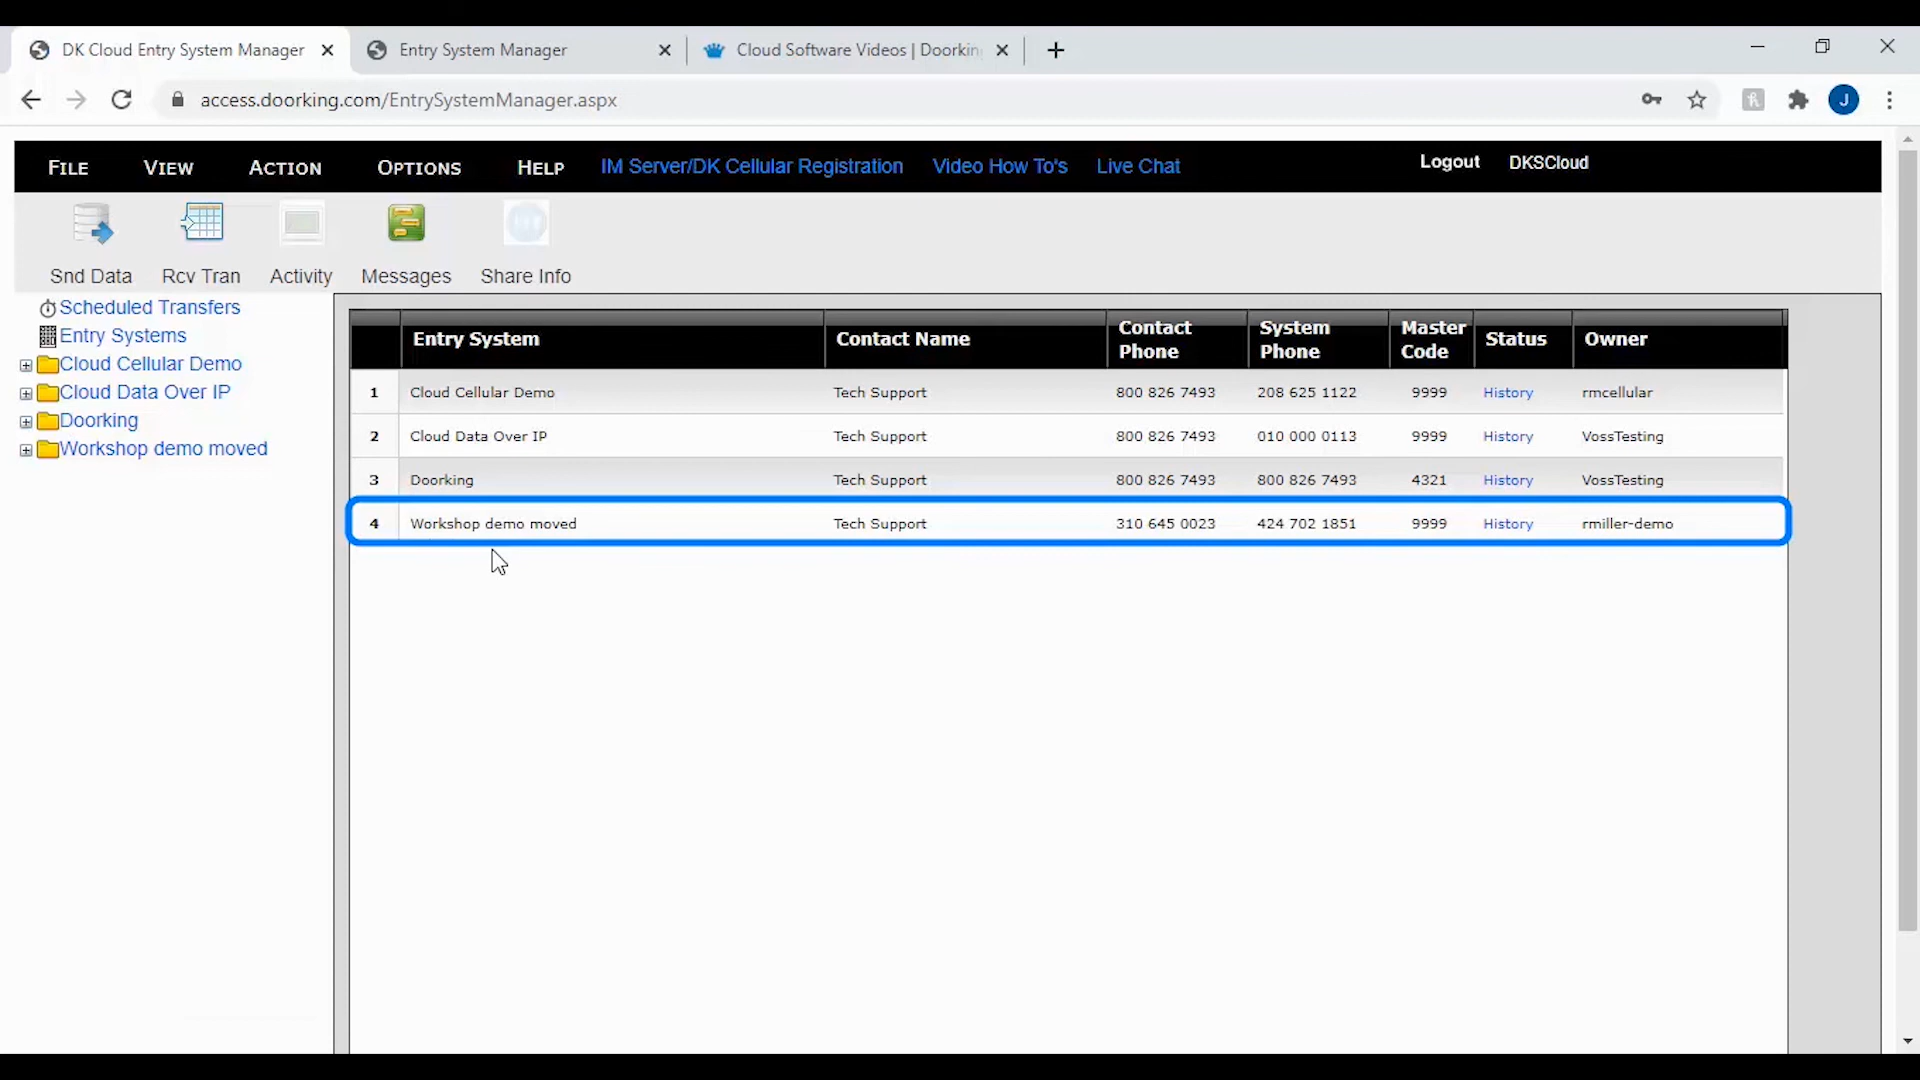 DK Cloud Entry System Manager
Entry System Manager
Cloud Software Videos | Doorkin
access.doorking.com/EntrySystemManager.aspx
J
FILE VIEW ACTION OPTIONS HELP IM Server/DK Cellular Registration Video How To's Live Chat Logout DKSCloud
Snd Data Rcv Tran Activity Messages Share Info
Scheduled Transfers
Entry Systems
Cloud Cellular Demo
Cloud Data Over IP
Doorking
Workshop demo moved
Entry System Contact Name Contact Phone System Phone Master Code Status Owner
1 Cloud Cellular Demo Tech Support 800 826 7493 208 625 1122 9999 History rmcellular
2 Cloud Data Over IP Tech Support 800 826 7493 010 000 0113 9999 History VossTesting
3 Doorking Tech Support 800 826 7493 800 826 7493 4321 History VossTesting
4 Workshop demo moved Tech Support 310 645 0023 424 702 1851 9999 History rmiller-demo